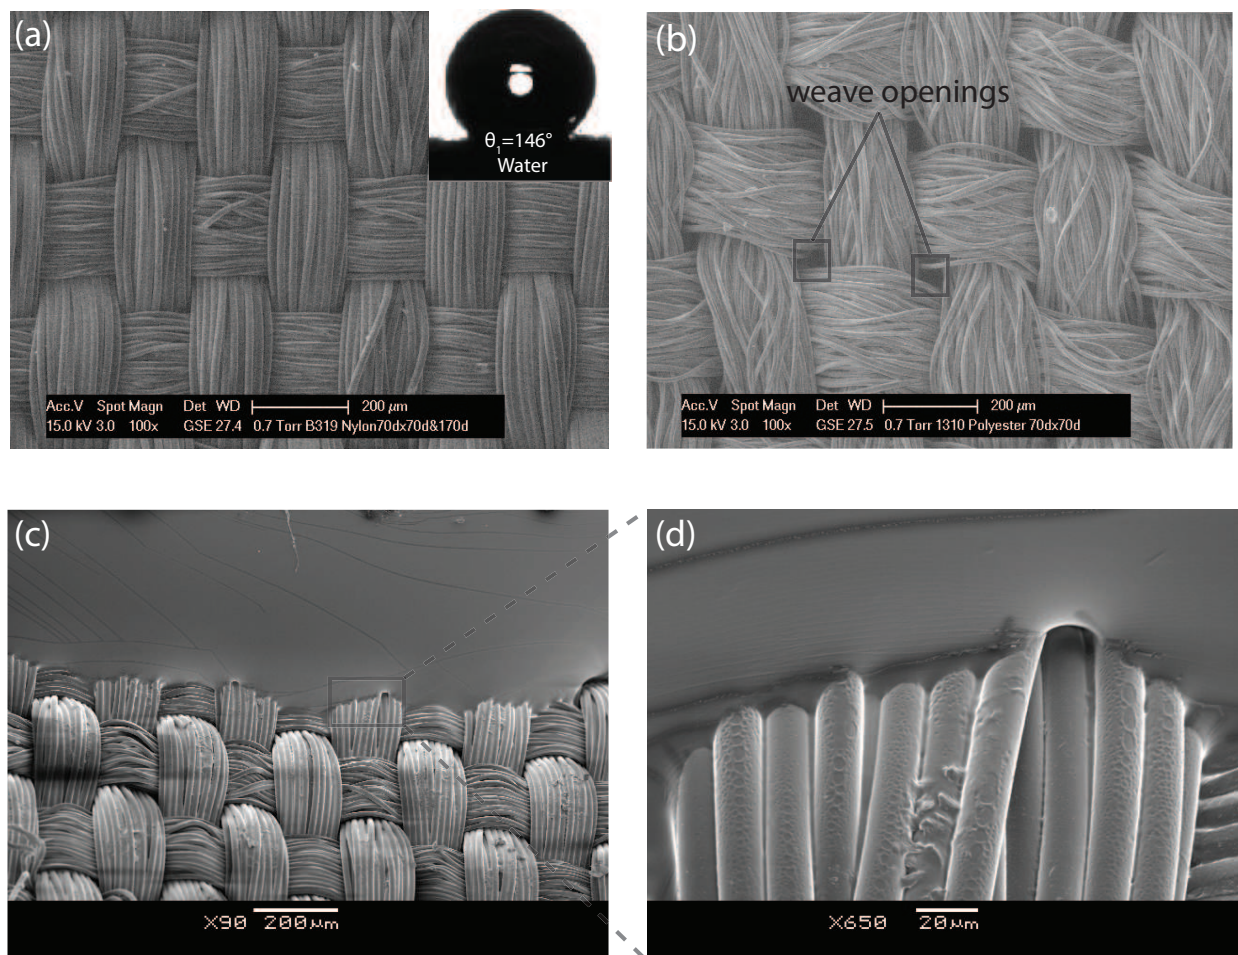 (a)
θ1=146°
Water
Acc.V Spot Magn Det WD 200 μm
15.0 kV 3.0 100x GSE 27.4 0.7 Torr B319 Nylon70dx70d&170d
(b)
weave openings
Acc.V Spot Magn Det WD 200 μm
15.0 kV 3.0 100x GSE 27.5 0.7 Torr 1310 Polyester 70dx70d
(c)
X90 200μm
(d)
X650 20μm